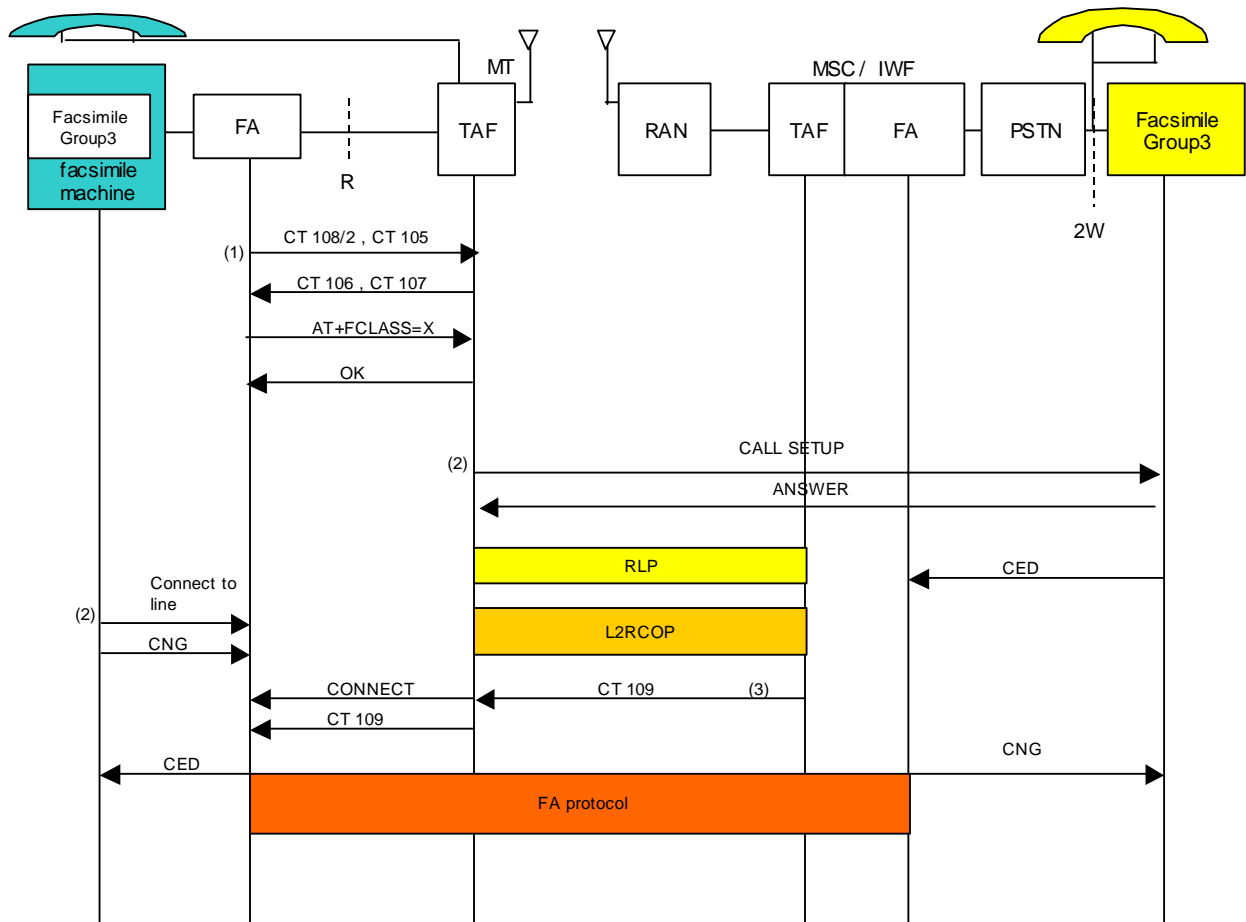 MT
MSC / IWF
Facsimile
Group3
facsimile
machine
FA
R
TAF
RAN
TAF
FA
PSTN
2W
Facsimile
Group3
(1)
CT 108/2 , CT 105
CT 106 , CT 107
AT+FCLASS=X
OK
(2)
CALL SETUP
ANSWER
RLP
CED
Connect to
line
(2)
CNG
L2RCOP
CONNECT
CT 109
(3)
CT 109
CED
CNG
FA protocol